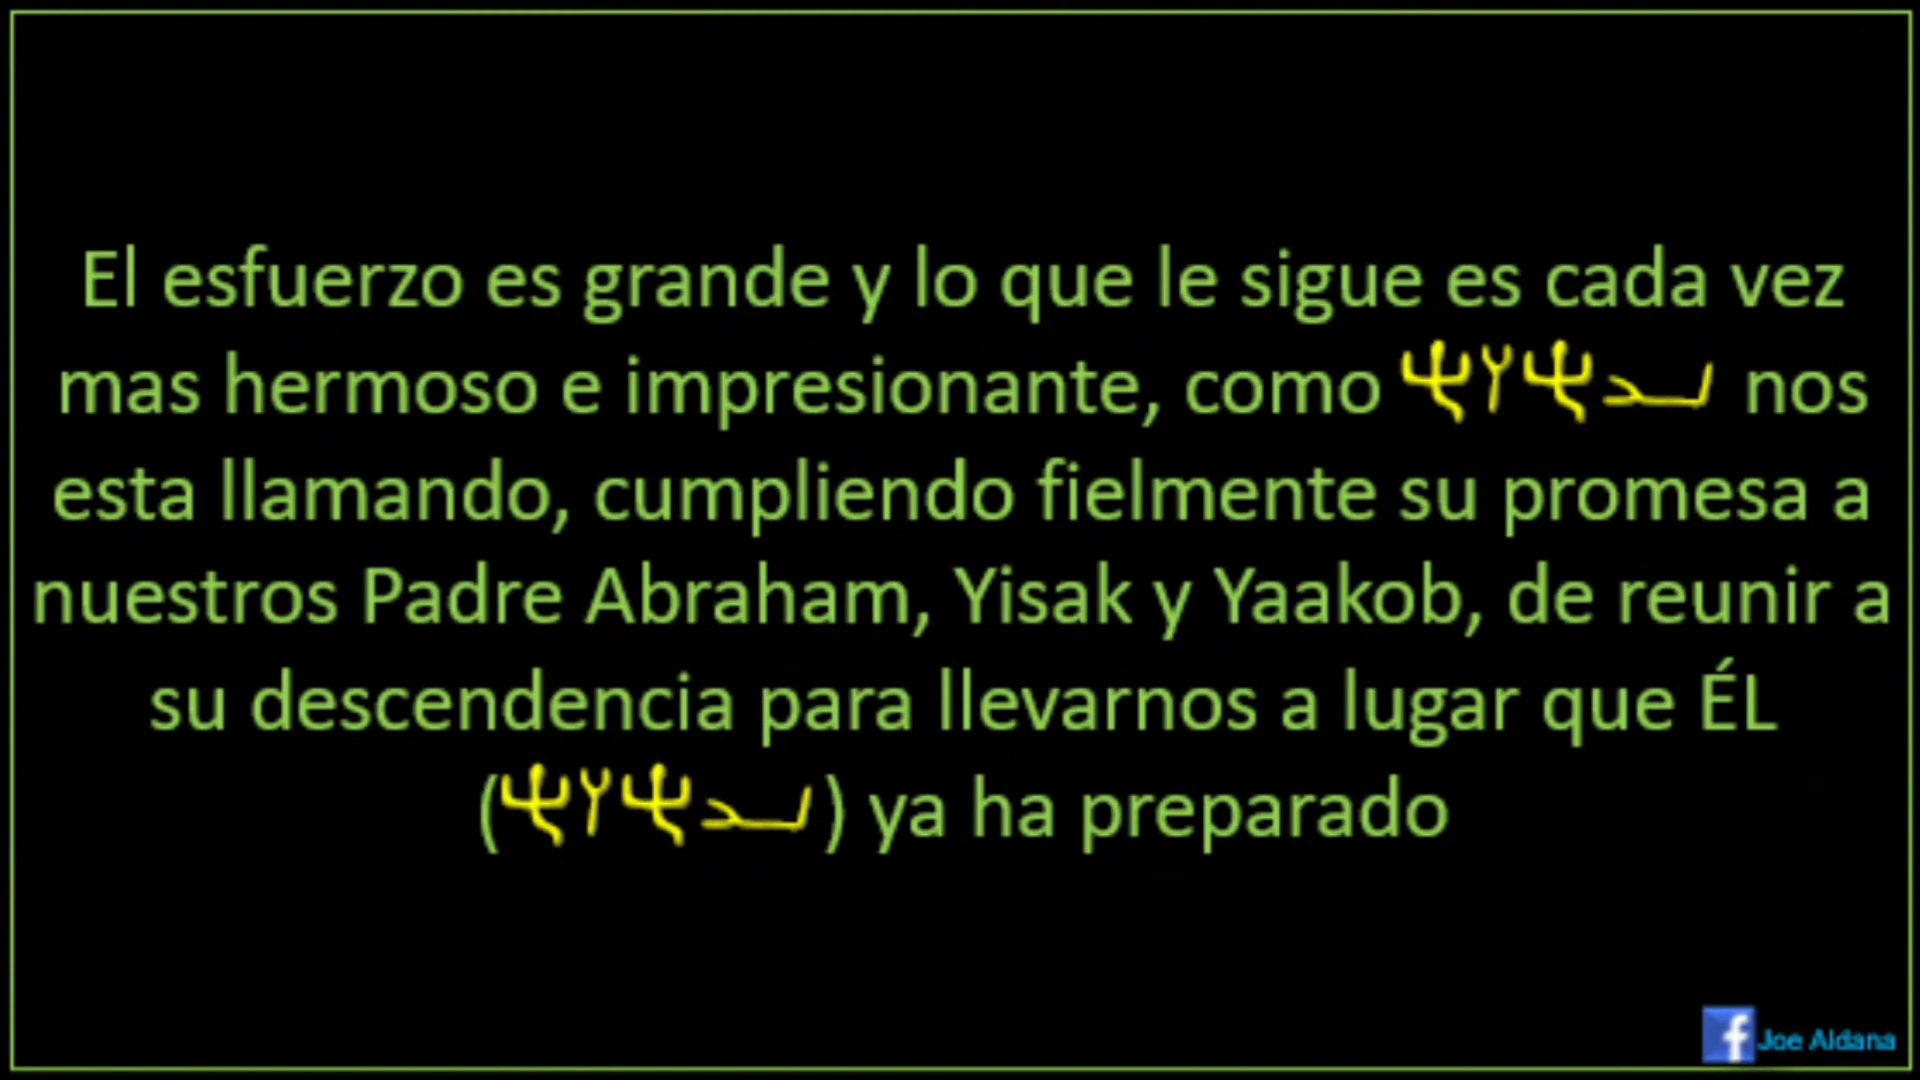 El esfuerzo es grande y lo que le sigue es cada vez
mas hermoso e impresionante, como 𐤉𐤄𐤅𐤄 nos
esta llamando, cumpliendo fielmente su promesa a
nuestros Padre Abraham, Yisak y Yaakob, de reunir a
su descendencia para llevarnos a lugar que ÉL
(𐤉𐤄𐤅𐤄) ya ha preparado
Joe Aldana